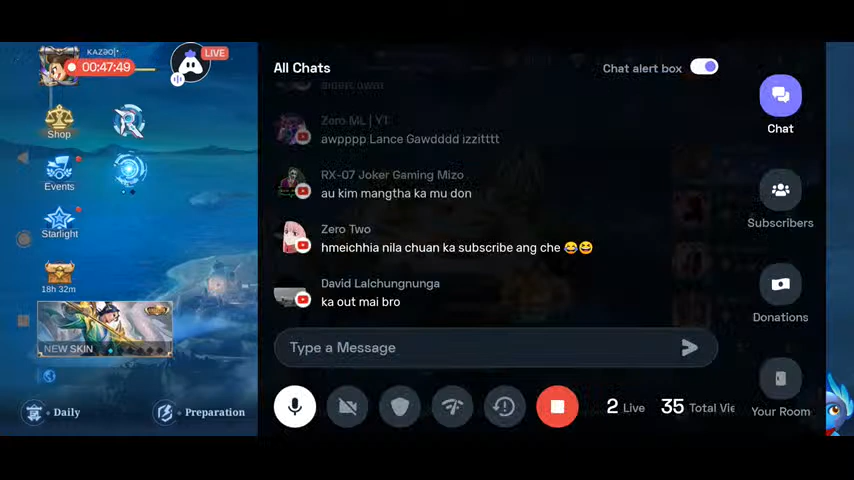 ᴋᴀᴢᴇᴏ|•
LIVE
00:47:49
Shop
Events
Starlight
18h 32m
NEW SKIN
Daily
Preparation
All Chats
Chat alert box
Zero ML | YT
awpppp Lance Gawdddd izzitttt
RX-07 Joker Gaming Mizo
au kim mangtha ka mu don
Zero Two
hmeichhia nila chuan ka subscribe ang che 😂😆
David Lalchungnunga
ka out mai bro
Type a Message
2 Live
35 Total Vie
Chat
Subscribers
Donations
Your Room